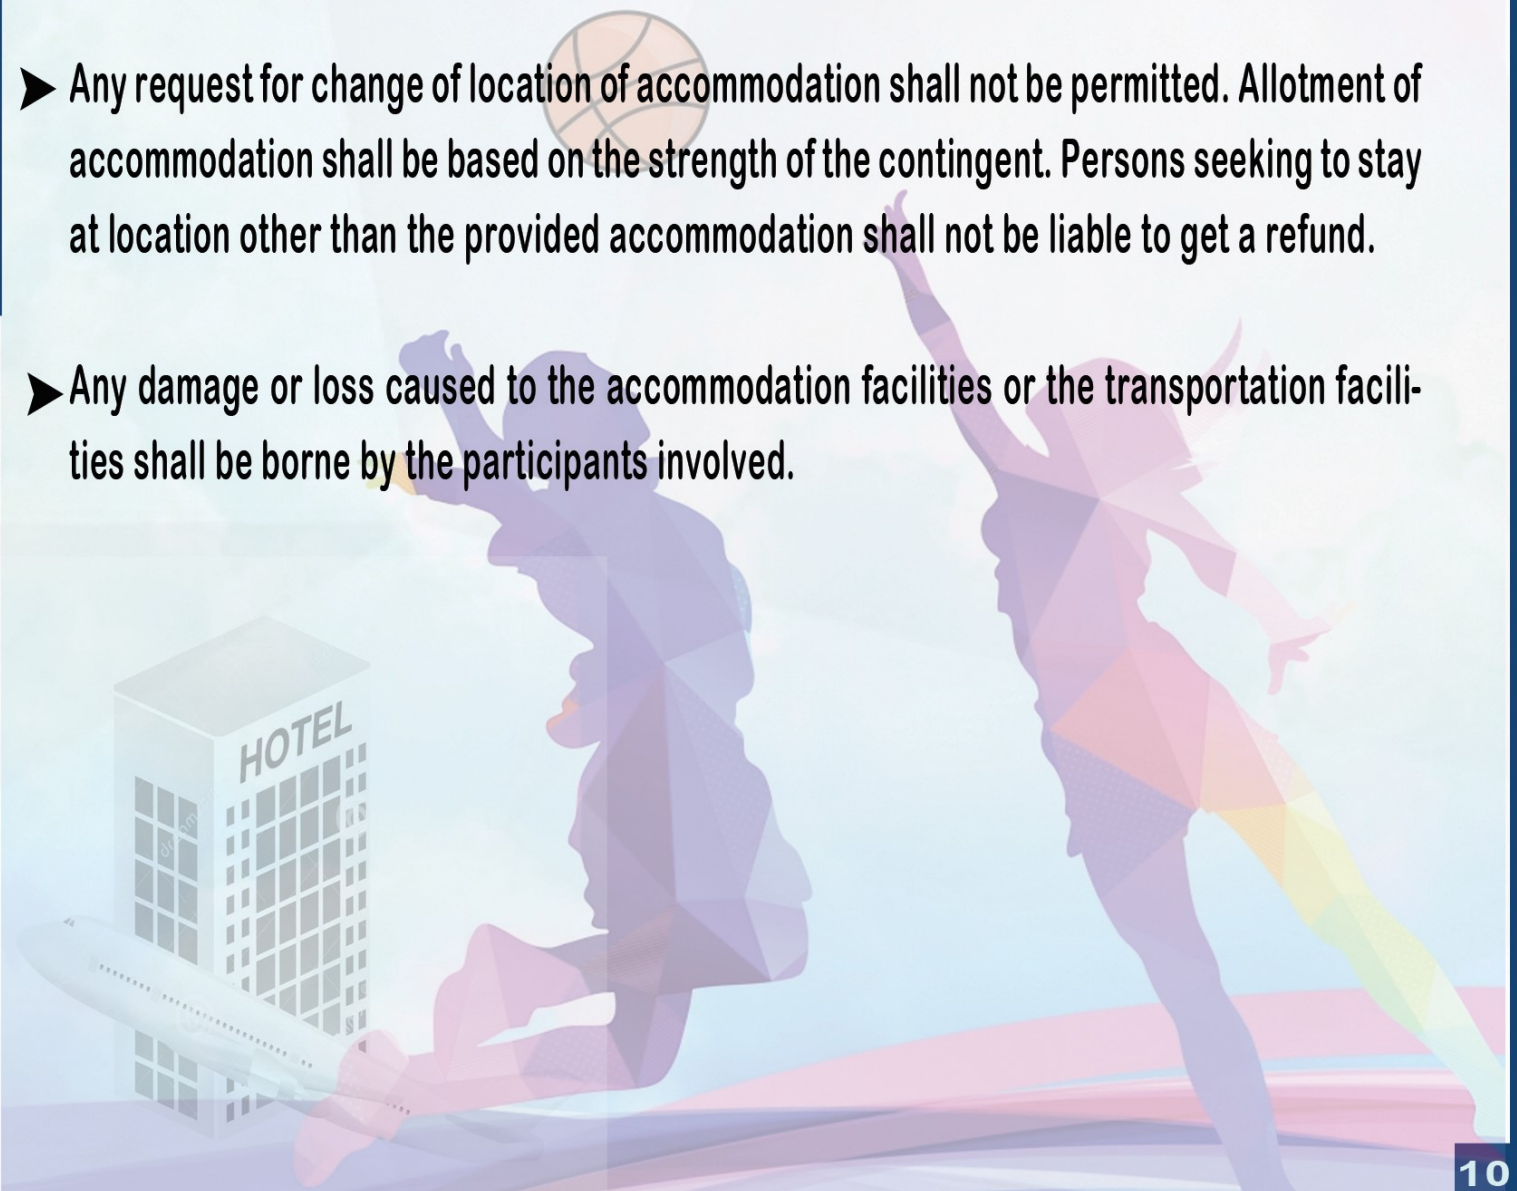 ➤ Any request for change of location of accommodation shall not be permitted. Allotment of
accommodation shall be based on the strength of the contingent. Persons seeking to stay
at location other than the provided accommodation shall not be liable to get a refund.
➤ Any damage or loss caused to the accommodation facilities or the transportation facili-
ties shall be borne by the participants involved.
HOTEL
10